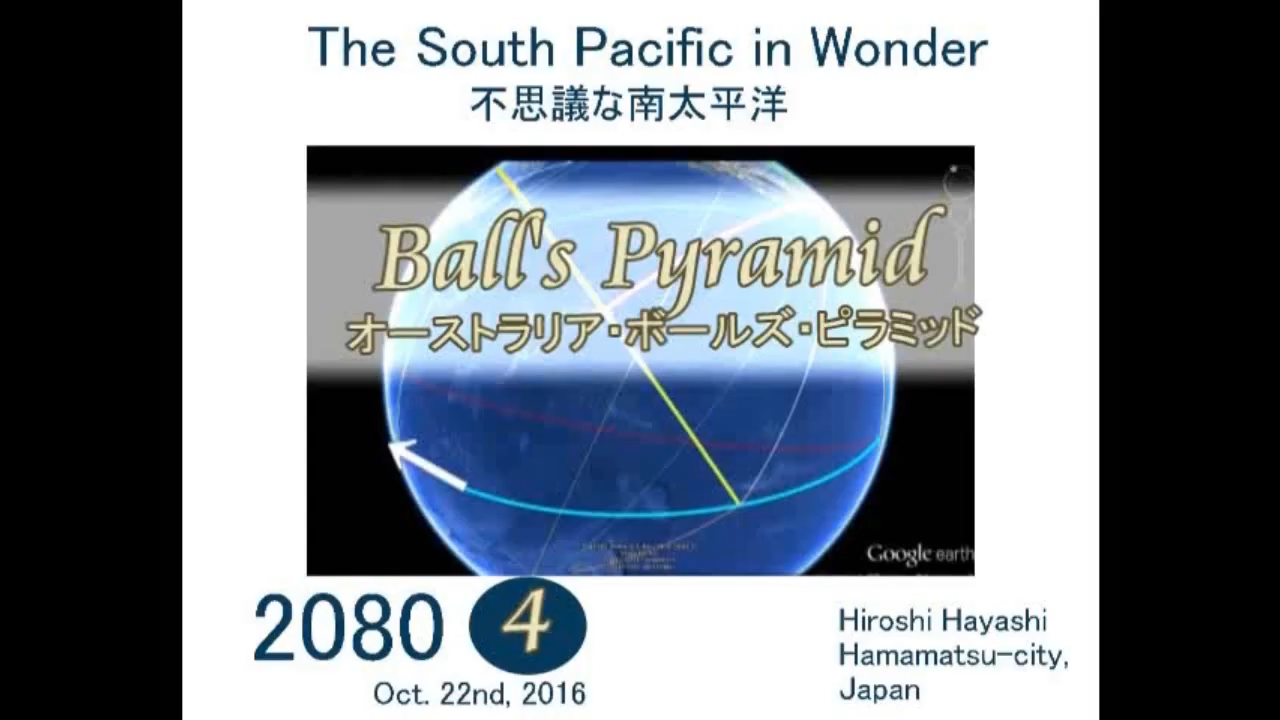 The South Pacific in Wonder
不思議な南太平洋
Ball's Pyramid
オーストラリア・ボールズ・ピラミッド
Google earth
2080 4
Oct. 22nd, 2016
Hiroshi Hayashi
Hamamatsu-city,
Japan